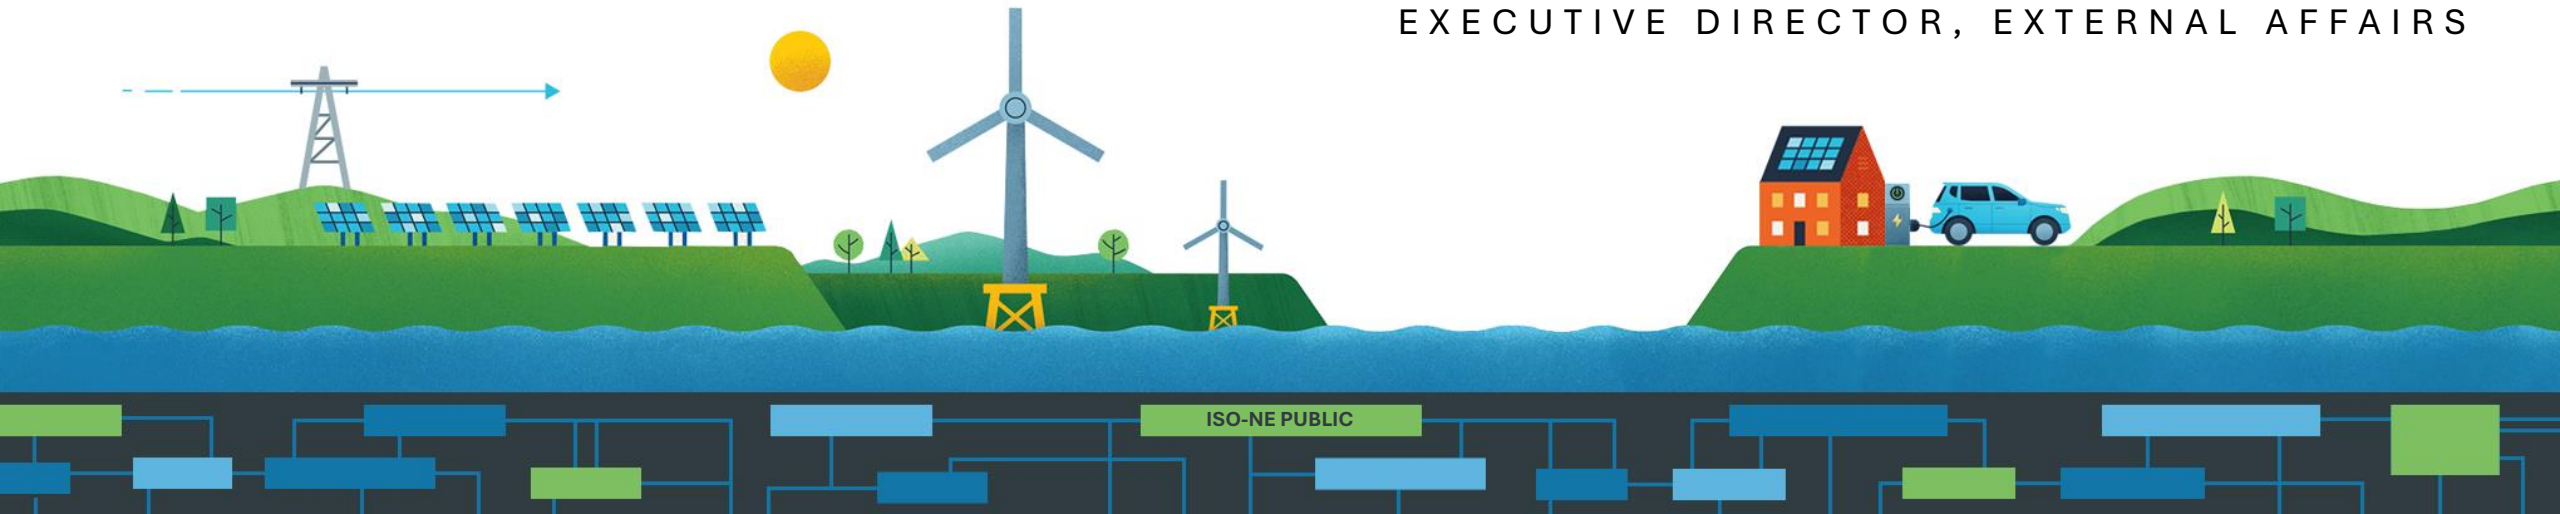 EXECUTIVE DIRECTOR, EXTERNAL AFFAIRS
ISO-NE PUBLIC